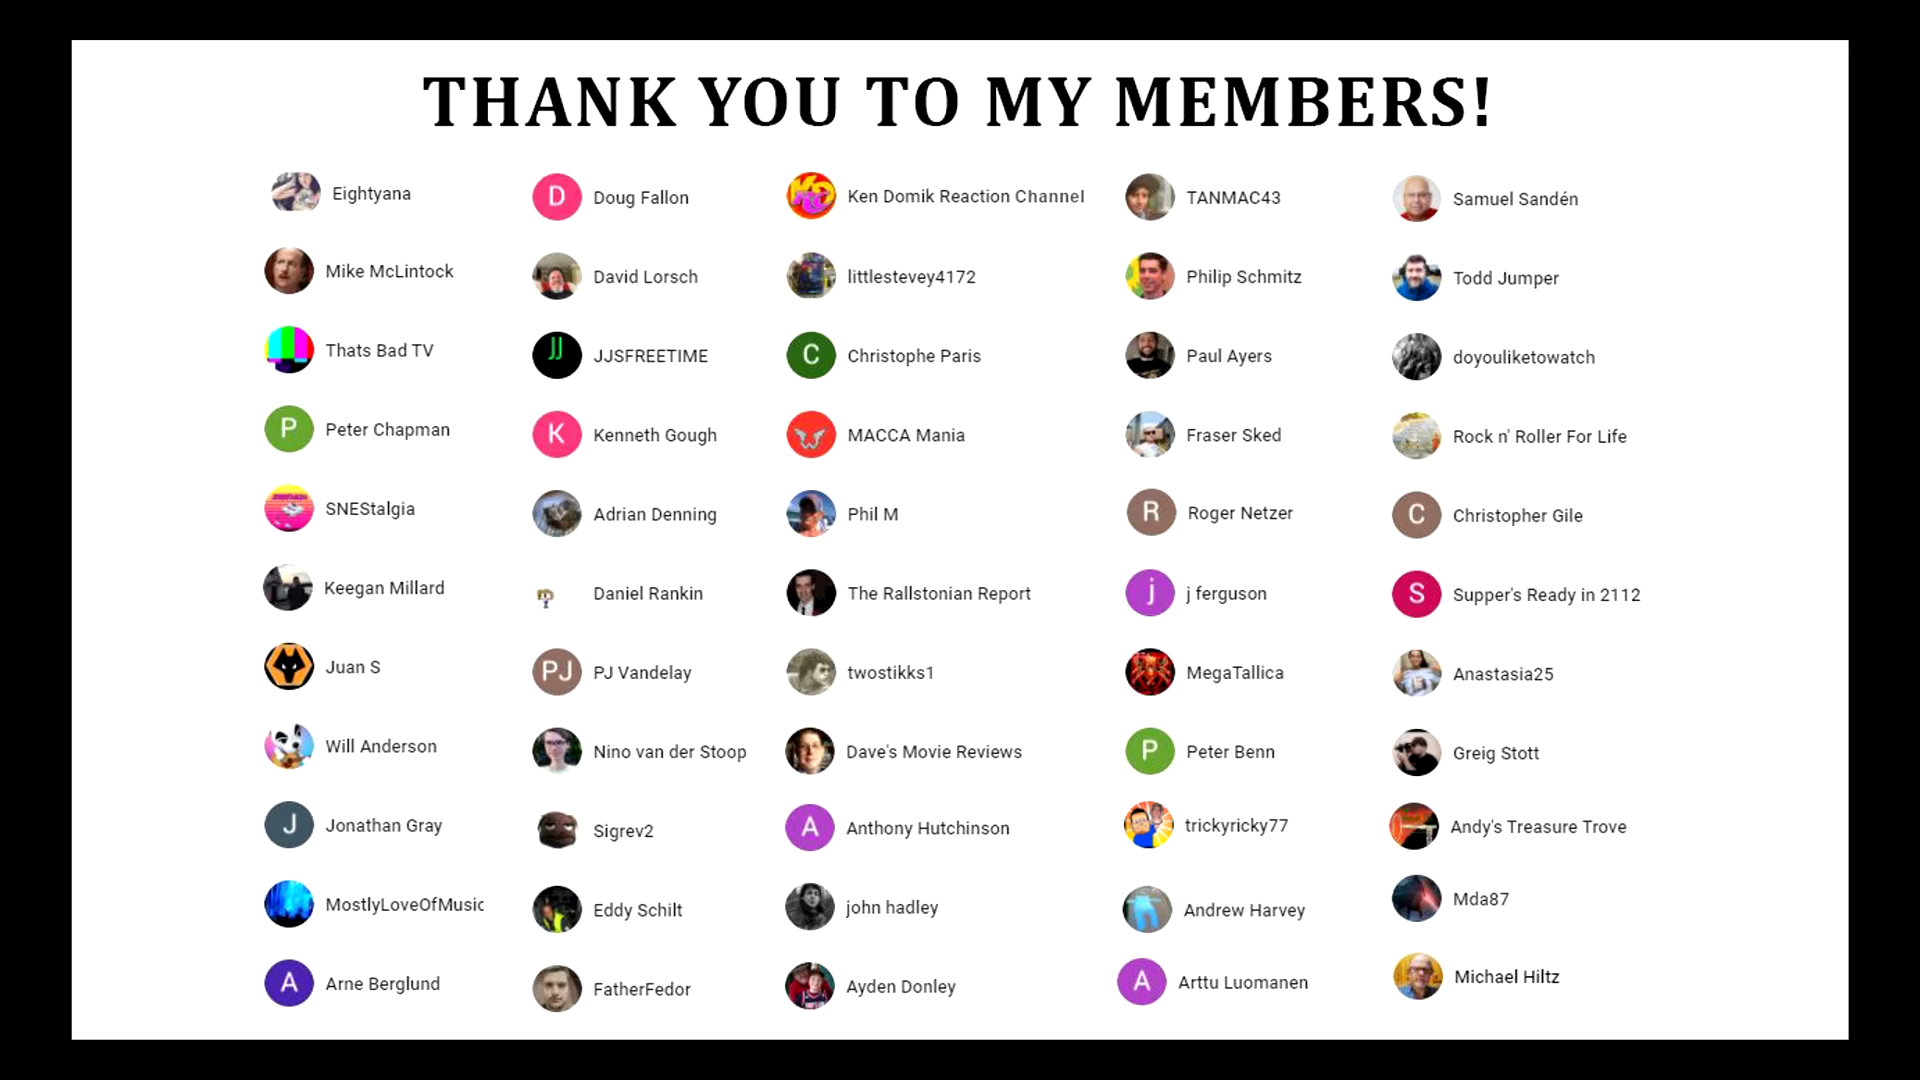 THANK YOU TO MY MEMBERS!
Eightyana
Mike McLintock
Thats Bad TV
P Peter Chapman
SNEStalgia
Keegan Millard
Juan S
Will Anderson
J Jonathan Gray
MostlyLoveOfMusic
A Arne Berglund
D Doug Fallon
David Lorsch
JJ JJSFREETIME
K Kenneth Gough
Adrian Denning
Daniel Rankin
PJ PJ Vandelay
Nino van der Stoop
Sigrev2
Eddy Schilt
FatherFedor
Ken Domik Reaction Channel
littlestevey4172
C Christophe Paris
MACCA Mania
Phil M
The Rallstonian Report
twostikks1
Dave's Movie Reviews
A Anthony Hutchinson
john hadley
Ayden Donley
TANMAC43
Philip Schmitz
Paul Ayers
Fraser Sked
R Roger Netzer
j j ferguson
MegaTallica
P Peter Benn
trickyricky77
Andrew Harvey
A Arttu Luomanen
Samuel Sandén
Todd Jumper
doyouliketowatch
Rock n' Roller For Life
C Christopher Gile
S Supper's Ready in 2112
Anastasia25
Greig Stott
Andy's Treasure Trove
Mda87
Michael Hiltz